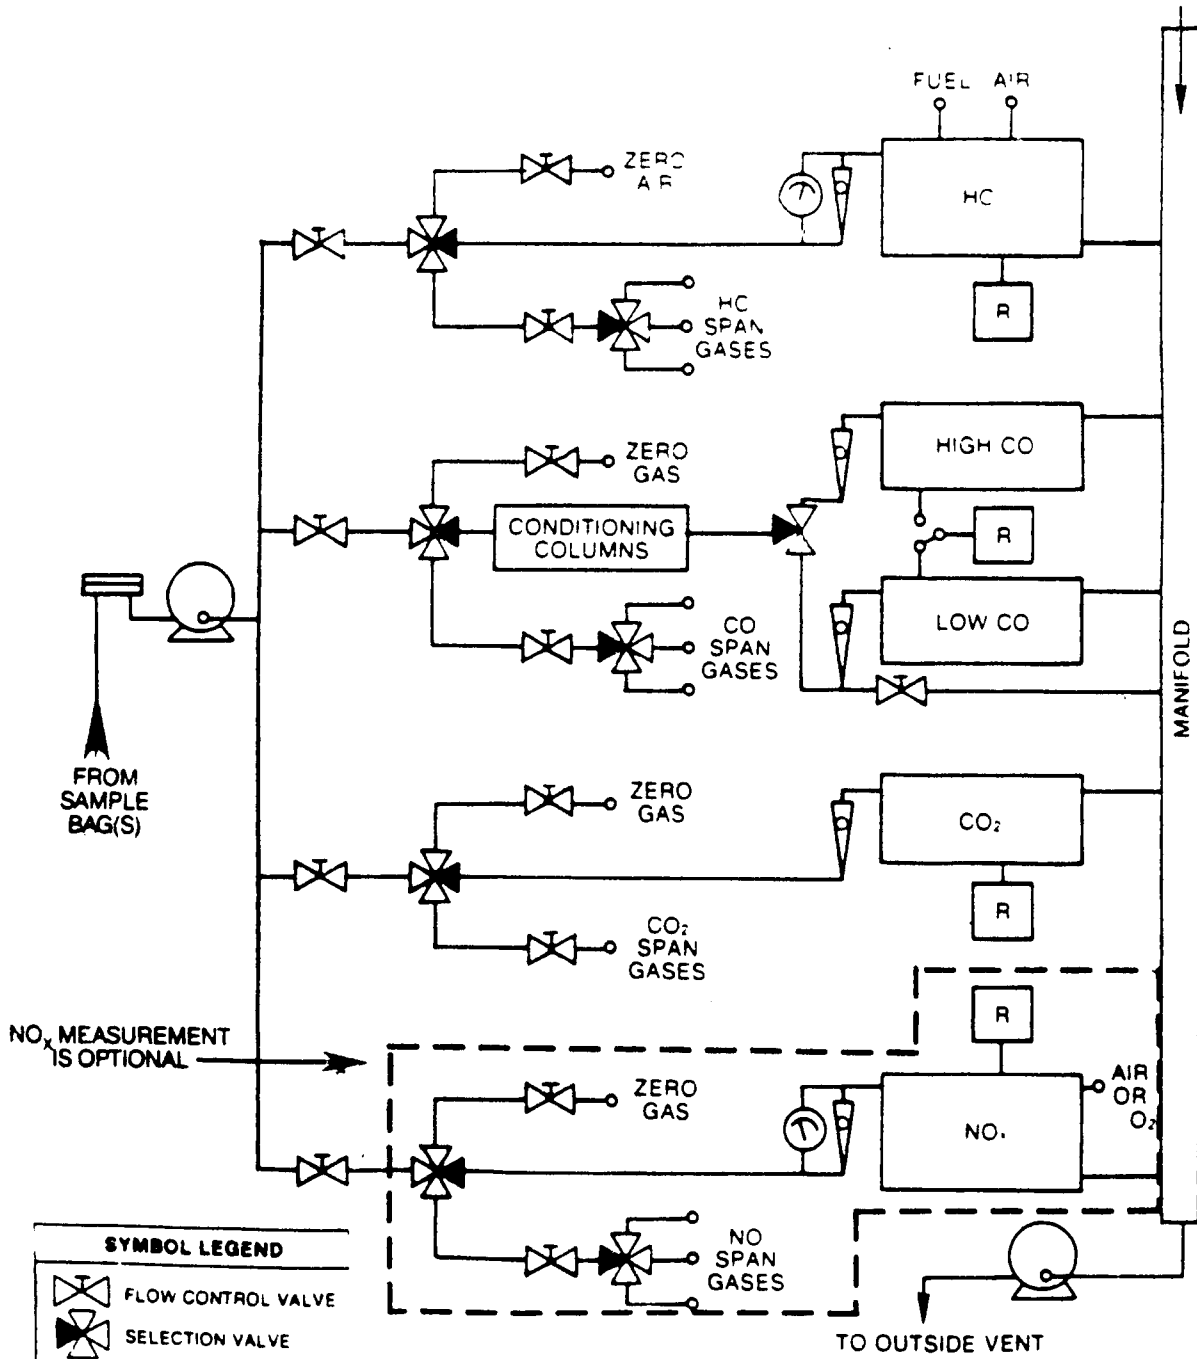 FUEL AIR
ZERO
AIR
HC
R
HC
SPAN
GASES
ZERO
GAS
HIGH CO
CONDITIONING
COLUMNS
R
LOW CO
CO
SPAN
GASES
MANIFOLD
FROM
SAMPLE
BAG(S)
ZERO
GAS
CO₂
R
CO₂
SPAN
GASES
NOₓ MEASUREMENT
IS OPTIONAL
R
ZERO
GAS
AIR
OR
O₂
NOₓ
NO
SPAN
GASES
SYMBOL LEGEND
FLOW CONTROL VALVE
SELECTION VALVE
TO OUTSIDE VENT